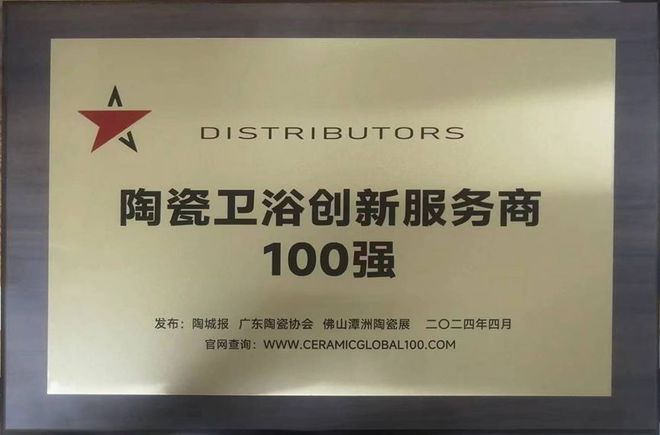 DISTRIBUTORS
陶瓷卫浴创新服务商
100强
发布：陶城报 广东陶瓷协会 佛山潭洲陶瓷展 二〇二四年四月
官网查询：WWW.CERAMICGLOBAL100.COM